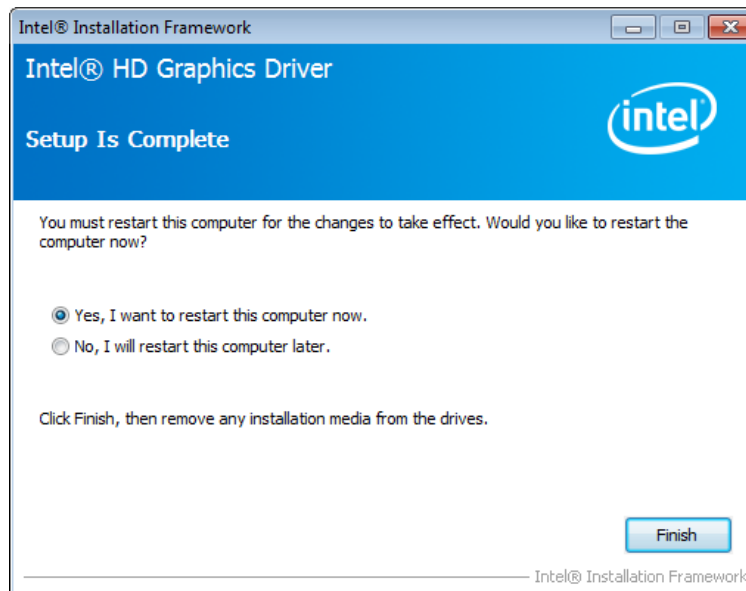 Intel® Installation Framework
Intel® HD Graphics Driver
intel®
Setup Is Complete
You must restart this computer for the changes to take effect. Would you like to restart the
computer now?
Yes, I want to restart this computer now.
No, I will restart this computer later.
Click Finish, then remove any installation media from the drives.
Finish
Intel® Installation Framework